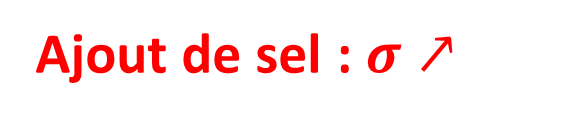 Ajout de sel : σ ↗